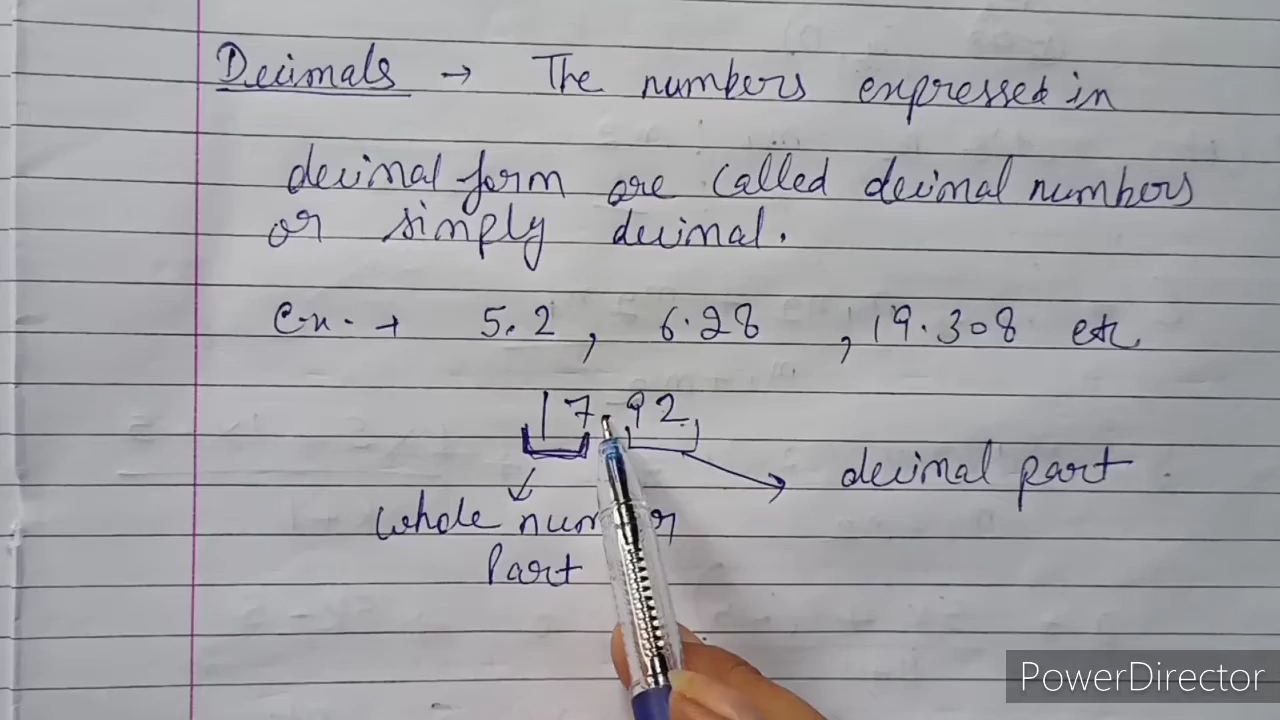 Decimals → The numbers expressed in
decimal form are called decimal numbers
or simply decimal.
ex. → 5.2, 6.28, 19.308 etc
17.92
decimal part
whole number
Part
PowerDirector